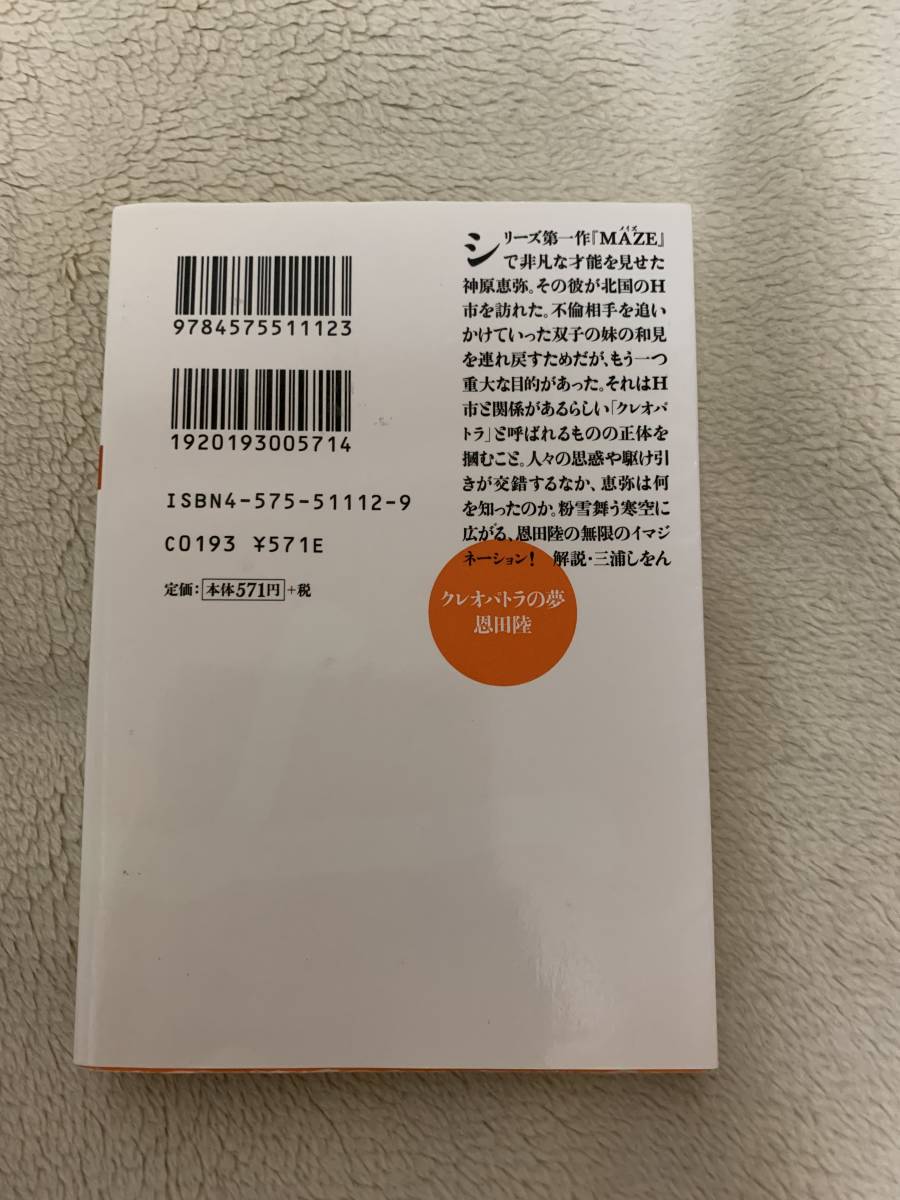 9784575511123
1920193005714
ISBN4-575-51112-9
C0193 ¥571E
定価：本体571円+税
シリーズ第一作『MAZE』
メイズ
で非凡な才能を見せた
神原恵弥。その彼が北国のH
市を訪れた。不倫相手を追い
かけていった双子の妹の和見
を連れ戻すためだが、もう一つ
重大な目的があった。それはH
市と関係があるらしい「クレオパ
トラ」と呼ばれるものの正体を
掴むこと。人々の思惑や駆け引
きが交錯するなか、恵弥は何
を知ったのか。粉雪舞う寒空に
広がる、恩田陸の無限のイマジ
ネーション！ 解説・三浦しをん
クレオパトラの夢
恩田陸